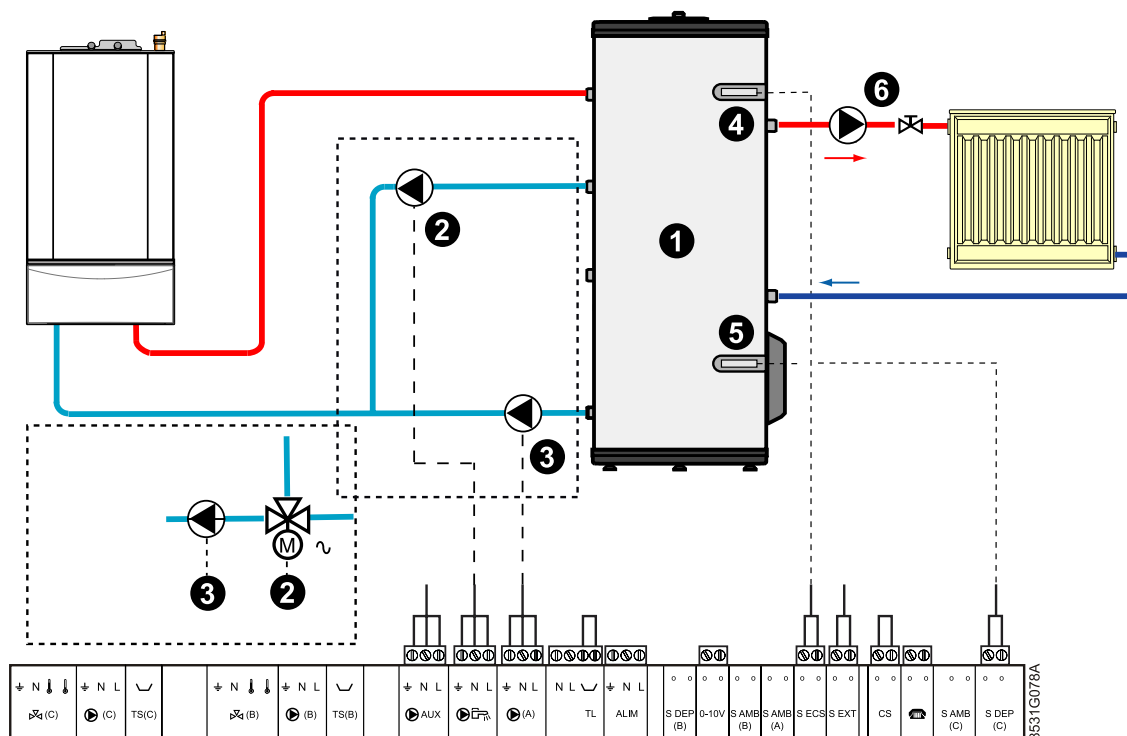 6
4
2
1
5
3
M
3
2
N
(C)
N L
(C)
TS(C)
N
(B)
N L
(B)
TS(B)
N L
AUX
N L
N L
(A)
N L
TL
N L
ALIM
S DEP
(B)
0-10V
S AMB
(B)
S AMB
(A)
S ECS
S EXT
CS
S AMB
(C)
S DEP
(C)
8531G078A